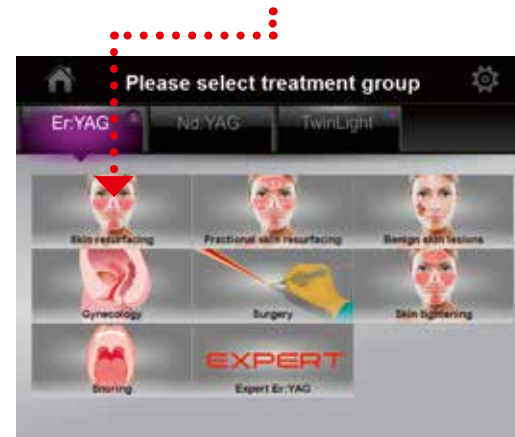 Please select treatment group
Er:YAG Nd:YAG TwinLight
Skin resurfacing Fractional skin resurfacing Benign skin lesions
Gynecology Surgery Skin tightening
EXPERT
Snoring Expert Er:YAG